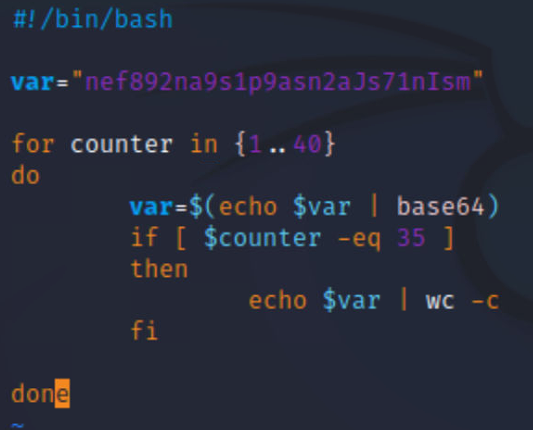 #!/bin/bash
var="nef892na9s1p9asn2aJs71nIsm"
for counter in {1..40}
do
var=$(echo $var | base64)
if [ $counter -eq 35 ]
then
echo $var | wc -c
fi
done
~